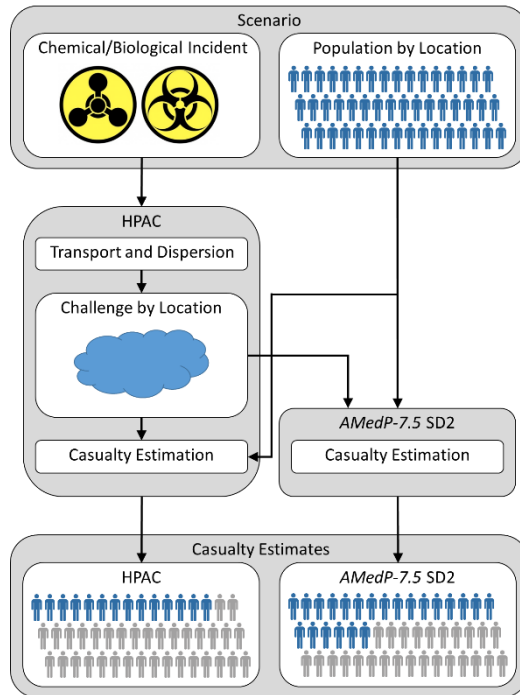 Scenario
Chemical/Biological Incident
Population by Location
HPAC
Transport and Dispersion
Challenge by Location
Casualty Estimation
AMedP-7.5 SD2
Casualty Estimation
Casualty Estimates
HPAC
AMedP-7.5 SD2